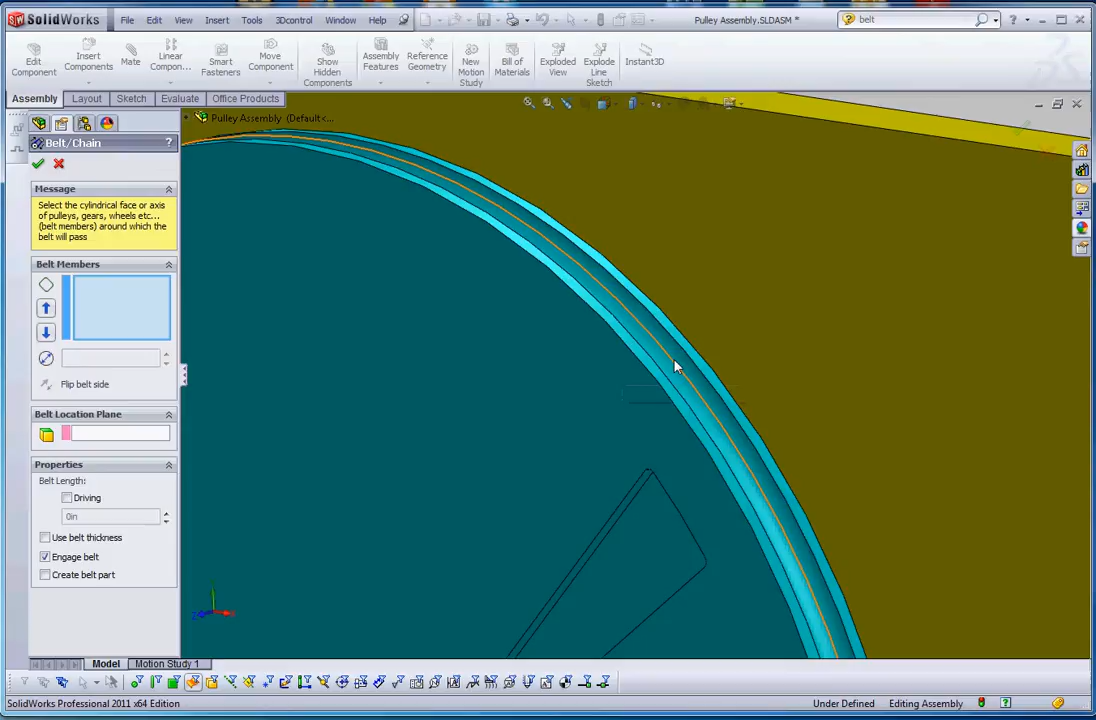 SolidWorks File Edit View Insert Tools 3Dcontrol Window Help Pulley Assembly.SLDASM * belt
Edit Component
Insert Components
Mate
Linear Compon...
Smart Fasteners
Move Component
Show Hidden Components
Assembly Features
Reference Geometry
New Motion Study
Bill of Materials
Exploded View
Explode Line Sketch
Instant3D
Assembly Layout Sketch Evaluate Office Products
Pulley Assembly (Default<...
Belt/Chain ?
Message
Select the cylindrical face or axis
of pulleys, gears, wheels etc...
(belt members) around which the
belt will pass
Belt Members
Flip belt side
Belt Location Plane
Properties
Belt Length:
Driving
0in
Use belt thickness
Engage belt
Create belt part
Model Motion Study 1
SolidWorks Professional 2011 x64 Edition Under Defined Editing Assembly